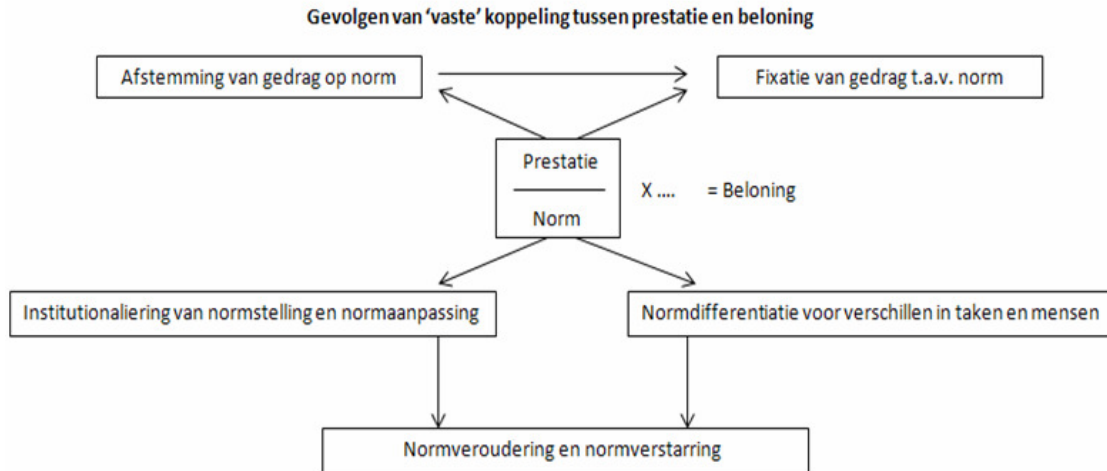 Gevolgen van ‘vaste’ koppeling tussen prestatie en beloning
Afstemming van gedrag op norm
Fixatie van gedrag t.a.v. norm
Prestatie
Norm
X .... = Beloning
Institutionaliering van normstelling en normaanpassing
Normdifferentiatie voor verschillen in taken en mensen
Normveroudering en normverstarring